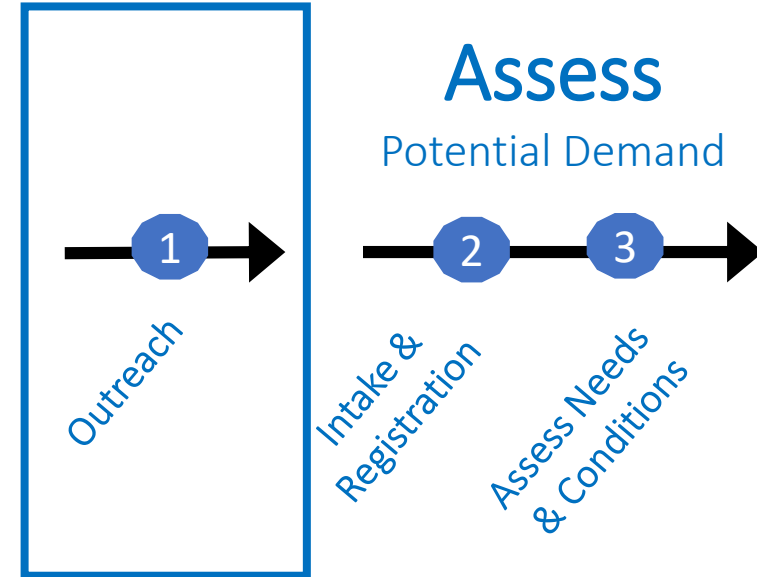 Assess
Potential Demand
1
2
3
Outreach
Intake &
Registration
Assess Needs
& Conditions